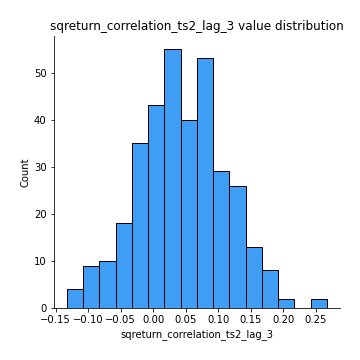 sqreturn_correlation_ts2_lag_3 value distribution
Count
50
40
30
20
10
0
−0.15 −0.10 −0.05 0.00 0.05 0.10 0.15 0.20 0.25
sqreturn_correlation_ts2_lag_3